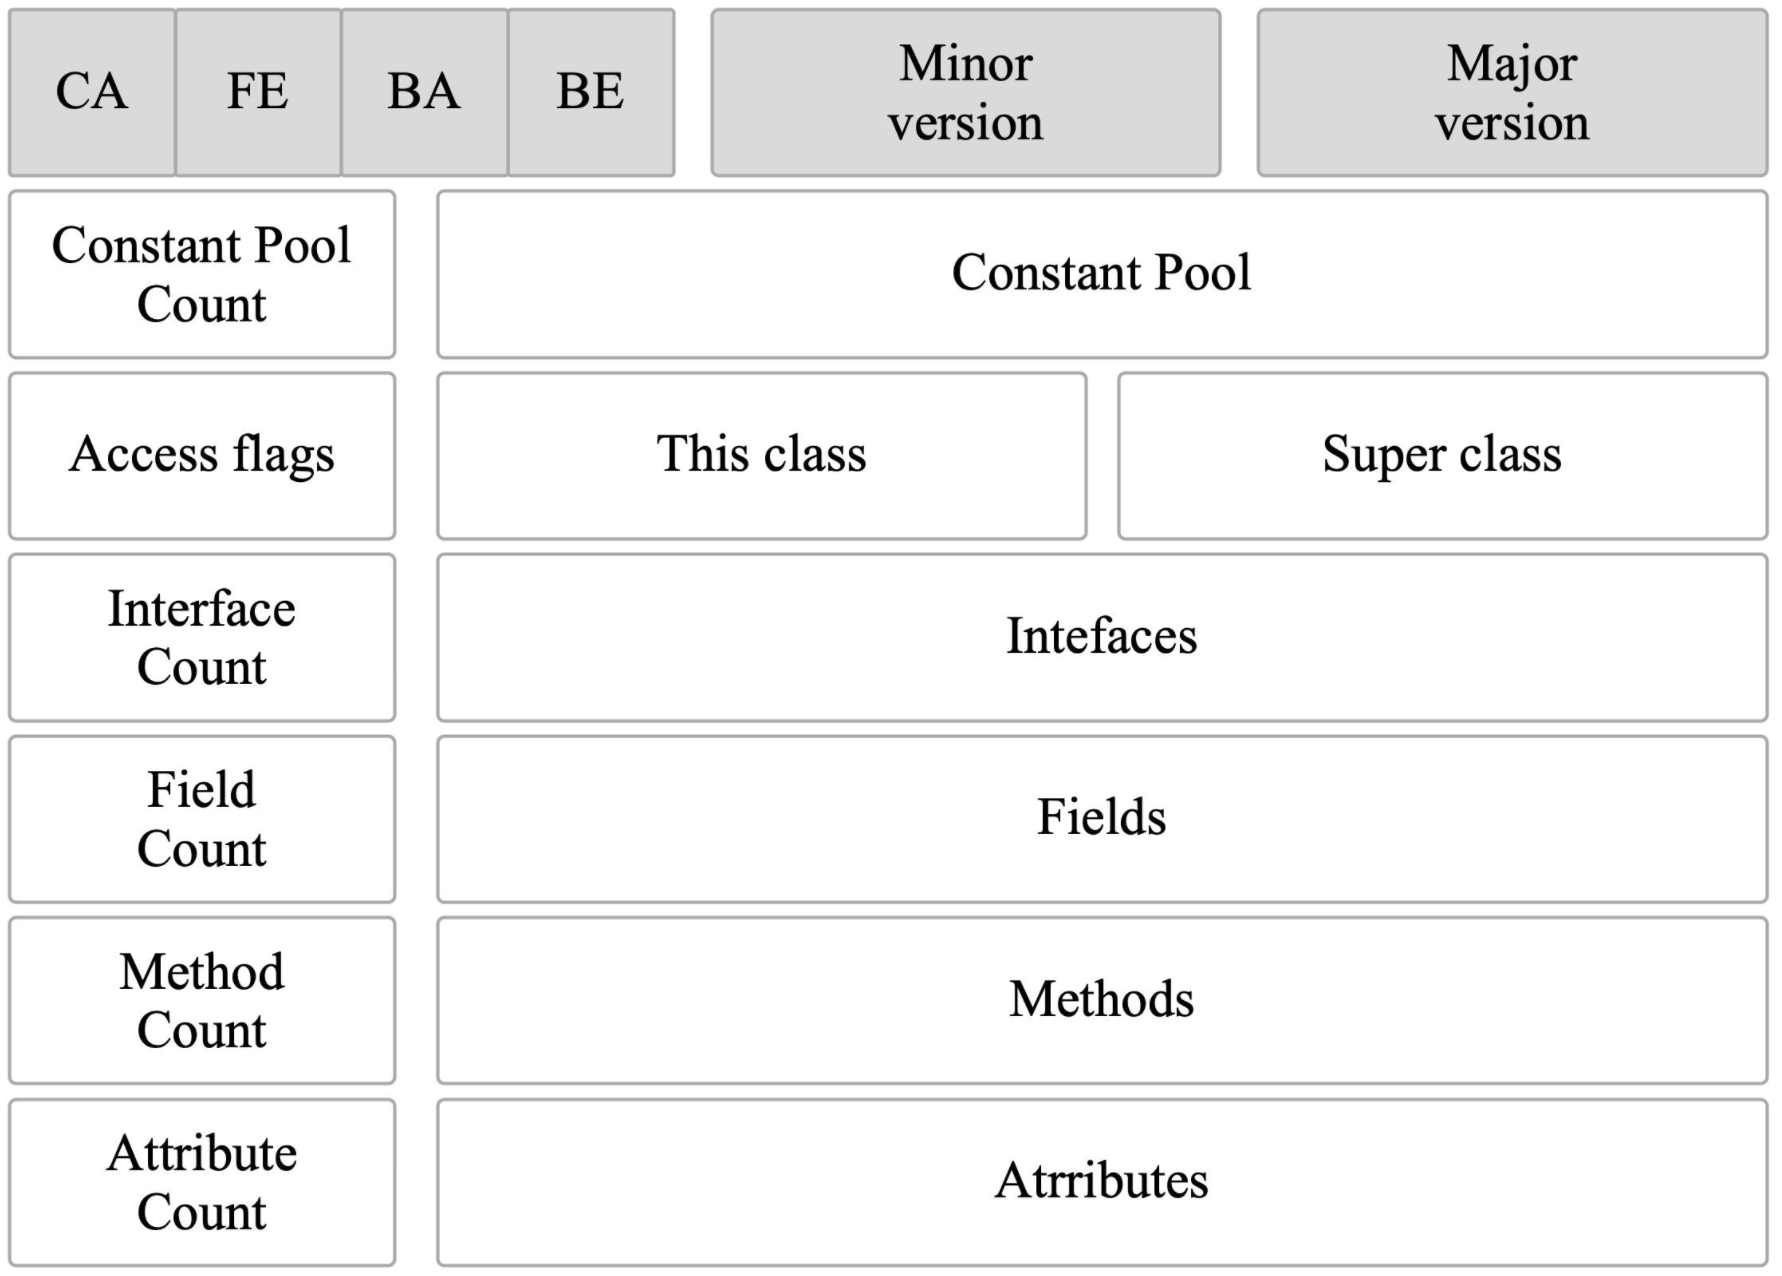 CA FE BA BE
Minor
version
Major
version
Constant Pool
Count
Constant Pool
Access flags
This class
Super class
Interface
Count
Intefaces
Field
Count
Fields
Method
Count
Methods
Attribute
Count
Atrributes